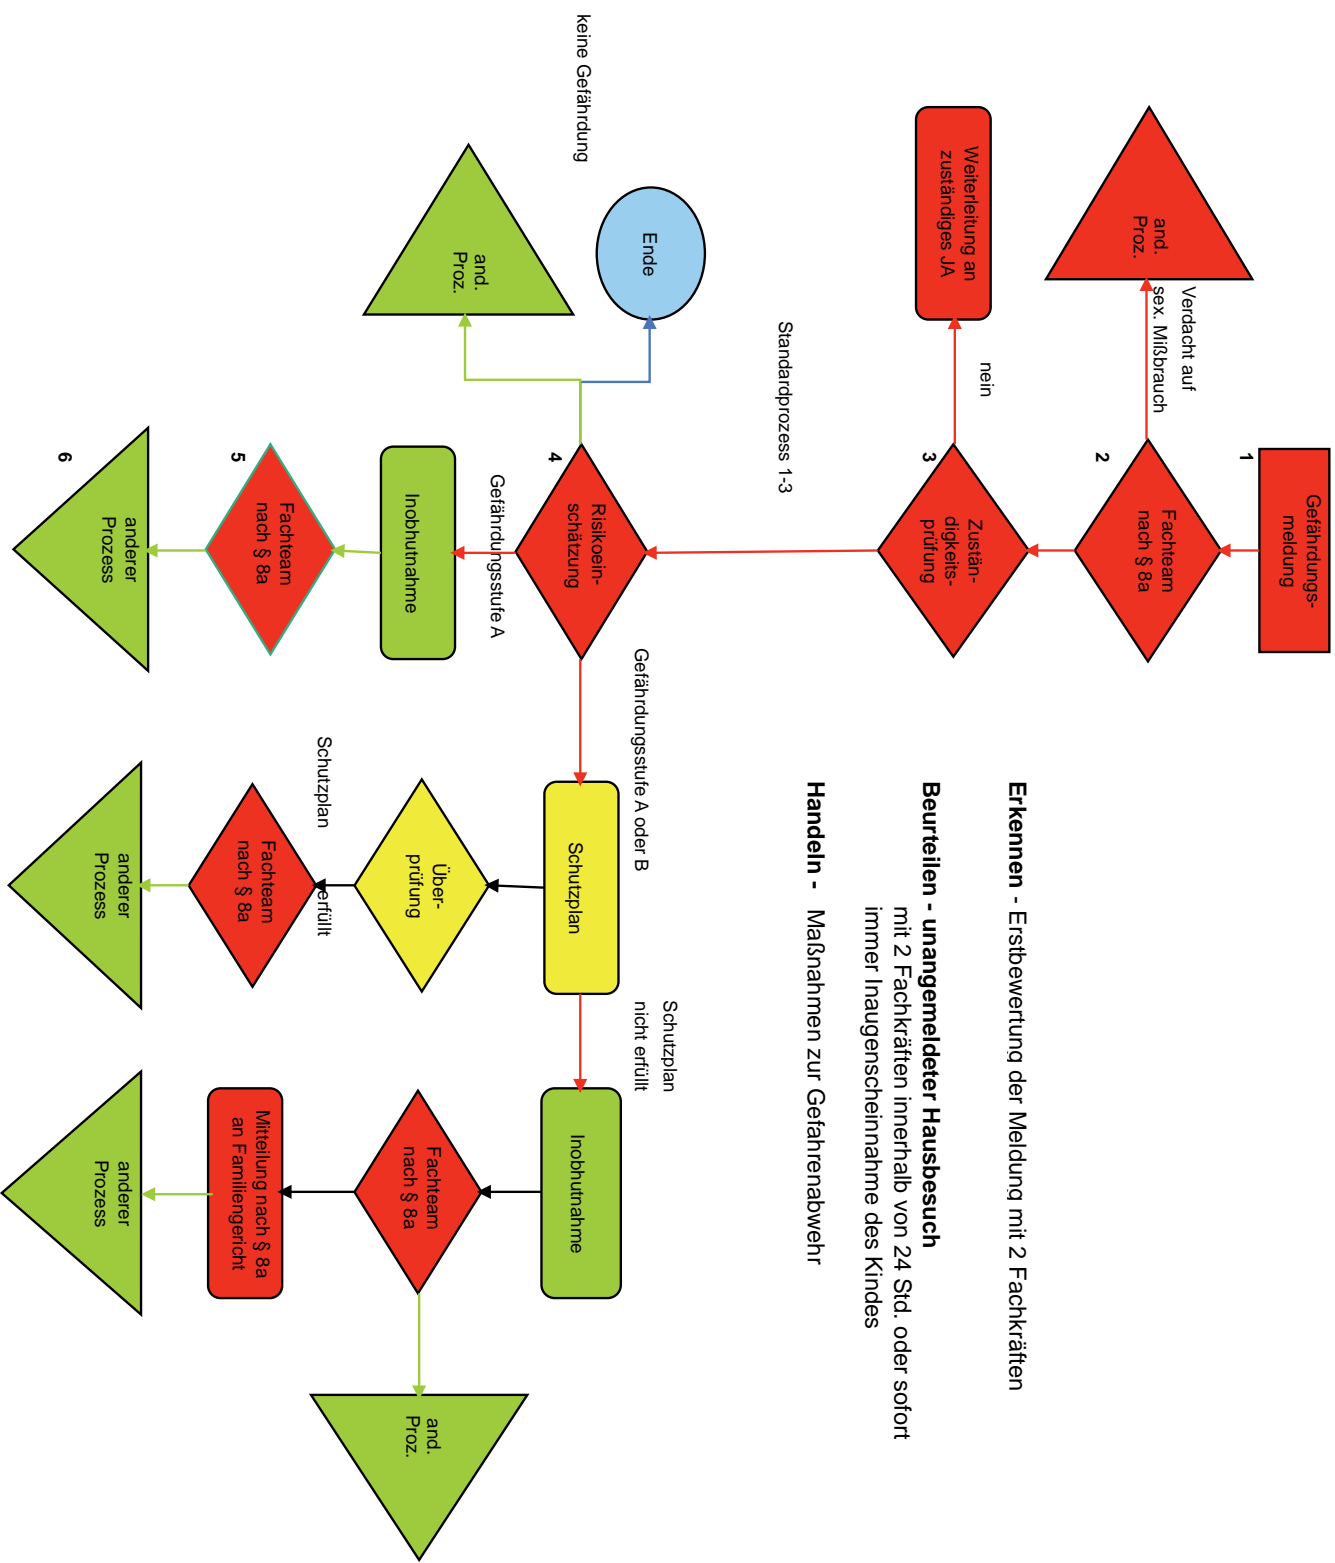 Gefährdungs-
meldung
1
Fachteam
nach § 8a
2
Verdacht auf
sex. Mißbrauch
and.
Proz.
Zustän-
digkeits-
prüfung
3
nein
Weiterleitung an
zuständiges JA
Erkennen - Erstbewertung der Meldung mit 2 Fachkräften
Beurteilen - unangemeldeter Hausbesuch
mit 2 Fachkräften innerhalb von 24 Std. oder sofort
immer Inaugenscheinnahme des Kindes
Handeln - Maßnahmen zur Gefahrenabwehr
Standardprozess 1-3
Ende
keine Gefährdung
and.
Proz.
Risikoein-
schätzung
4
Gefährdungsstufe A oder B
Schutzplan
Schutzplan
nicht erfüllt
Inobhutnahme
Gefährdungsstufe A
Inobhutnahme
Über-
prüfung
Fachteam
nach § 8a
and.
Proz.
Fachteam
nach § 8a
5
Schutzplan
erfüllt
Fachteam
nach § 8a
Mitteilung nach § 8a
an Familiengericht
anderer
Prozess
6
anderer
Prozess
anderer
Prozess